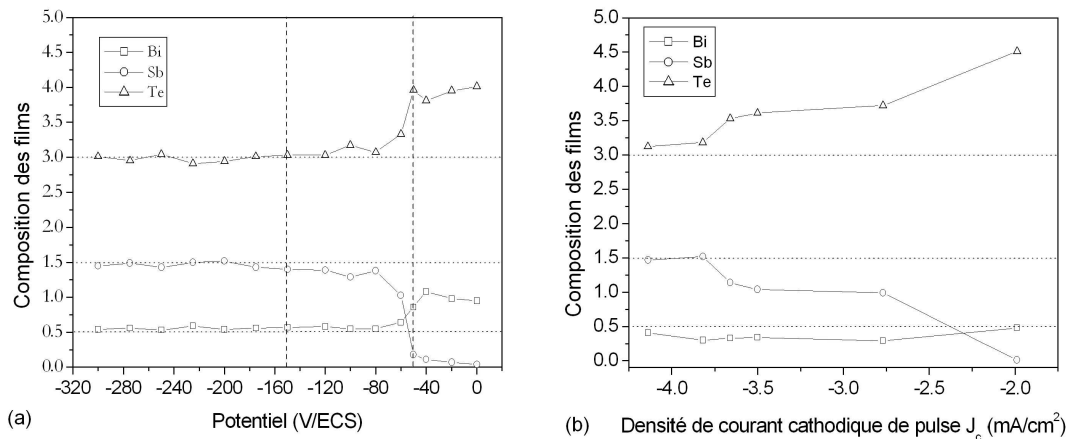 5.0
4.5
4.0
3.5
3.0
2.5
2.0
1.5
1.0
0.5
0.0
Composition des films
Bi
Sb
Te
-320 -280 -240 -200 -160 -120 -80 -40 0
Potentiel (V/ECS)
(a)
5.0
4.5
4.0
3.5
3.0
2.5
2.0
1.5
1.0
0.5
0.0
Composition des films
Bi
Sb
Te
-4.0 -3.5 -3.0 -2.5 -2.0
(b) Densité de courant cathodique de pulse Jc (mA/cm²)